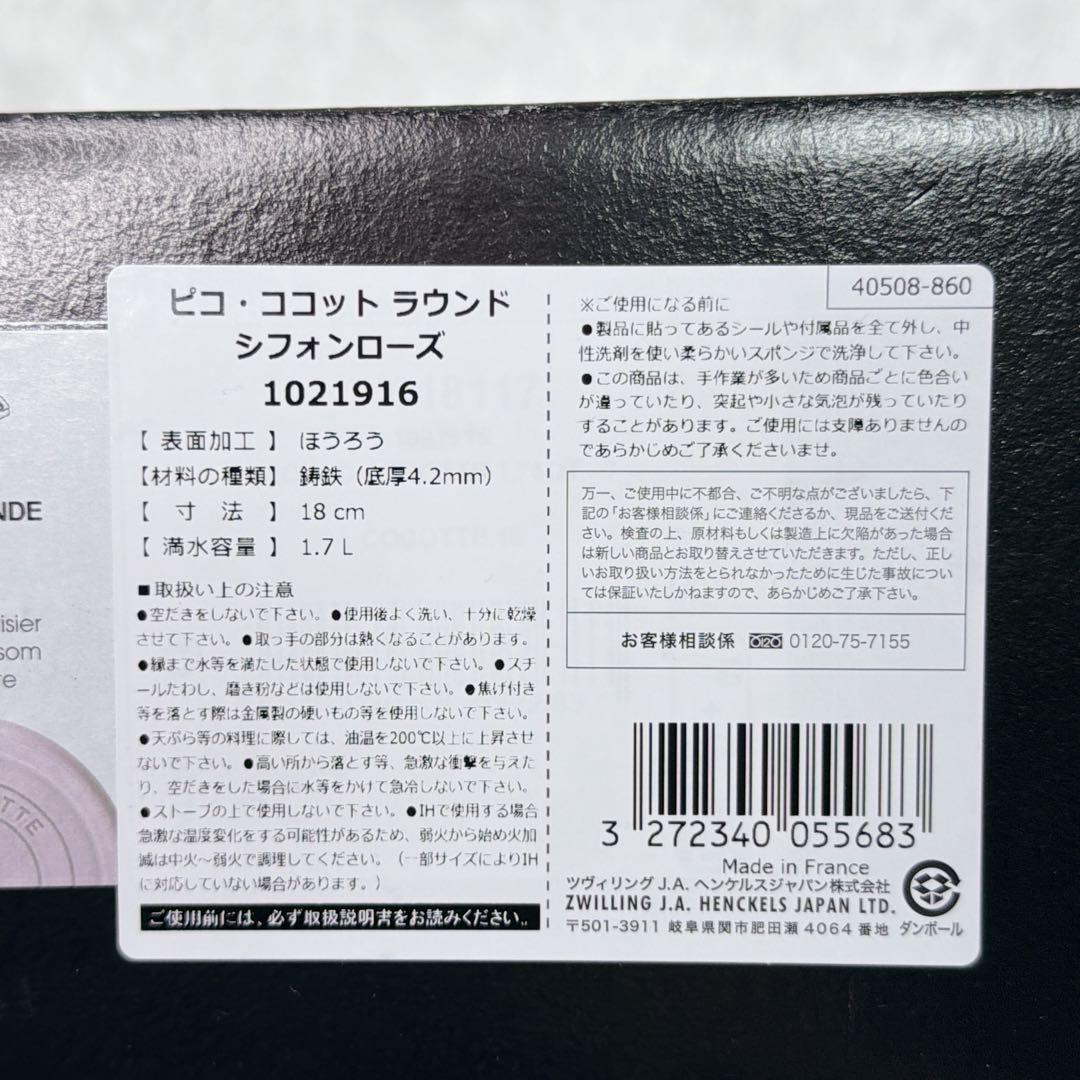 ピコ・ココット ラウンド
シフォンローズ
1021916
【 表面加工 】 ほうろう
【材料の種類】 鋳鉄（底厚4.2mm）
【 寸 法 】 18 cm
【 満水容量 】 1.7 L
■取扱い上の注意
●空だきをしないで下さい。●使用後よく洗い、十分に乾燥
させて下さい。●取っ手の部分は熱くなることがあります。
●縁まで水等を満たした状態で使用しないで下さい。●スチ
ールたわし、磨き粉などは使用しないで下さい。●焦げ付き
等を落とす際は金属製の硬いもの等を使用しないで下さい。
●天ぷら等の料理に際しては、油温を200℃以上に上昇させ
ないで下さい。●高い所から落とす等、急激な衝撃を与えた
り、空だきをした場合に水等をかけて急冷しないで下さい。
●ストーブの上で使用しないで下さい。●IHで使用する場合
急激な温度変化をする可能性があるため、弱火から始め火加
減は中火～弱火で調理してください。（一部サイズによりIH
に対応していない場合があります。）
ご使用前には、必ず取扱説明書をお読みください。
40508-860
※ご使用になる前に
●製品に貼ってあるシールや付属品を全て外し、中
性洗剤を使い柔らかいスポンジで洗浄して下さい。
●この商品は、手作業が多いため商品ごとに色合い
が違っていたり、突起や小さな気泡が残っていたり
することがあります。ご使用には支障ありませんの
であらかじめご了承くださいませ。
万一、ご使用中に不都合、ご不明な点がございましたら、下
記の「お客様相談係」にご連絡くださるか、現品をご送付くだ
さい。検査の上、原材料もしくは製造上に欠陥があった場合
は新しい商品とお取り替えさせていただきます。ただし、正し
いお取り扱い方法をとられなかったために生じた事故につい
ては保証いたしかねますので、あらかじめご了承下さい。
お客様相談係 0120-75-7155
3 272340 055683
Made in France
ツヴィリング J.A. ヘンケルスジャパン株式会社
ZWILLING J.A. HENCKELS JAPAN LTD.
〒501-3911 岐阜県関市肥田瀬 4064 番地 ダンボール
NDE
isier
som
re
TTE